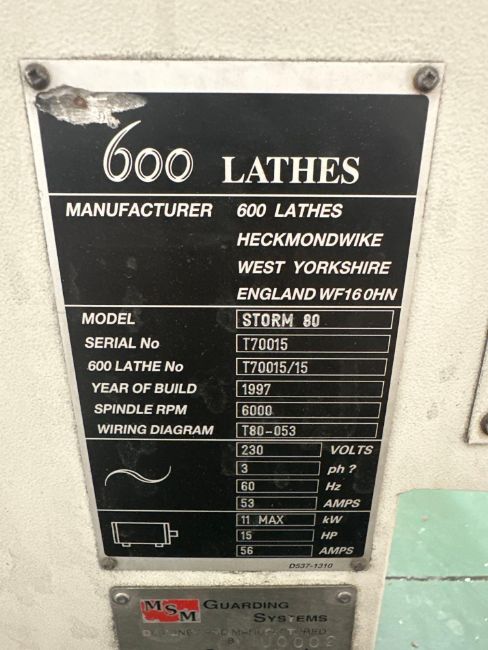 600 LATHES
MANUFACTURER 600 LATHES
HECKMONDWIKE
WEST YORKSHIRE
ENGLAND WF16 0HN
MODEL STORM 80
SERIAL No T70015
600 LATHE No T70015/15
YEAR OF BUILD 1997
SPINDLE RPM 6000
WIRING DIAGRAM T80-053
230 VOLTS
3 ph ?
60 Hz
53 AMPS
11 MAX kW
15 HP
56 AMPS
D537-1310
MSM GUARDING
SYSTEMS
AND MANUFACTURED